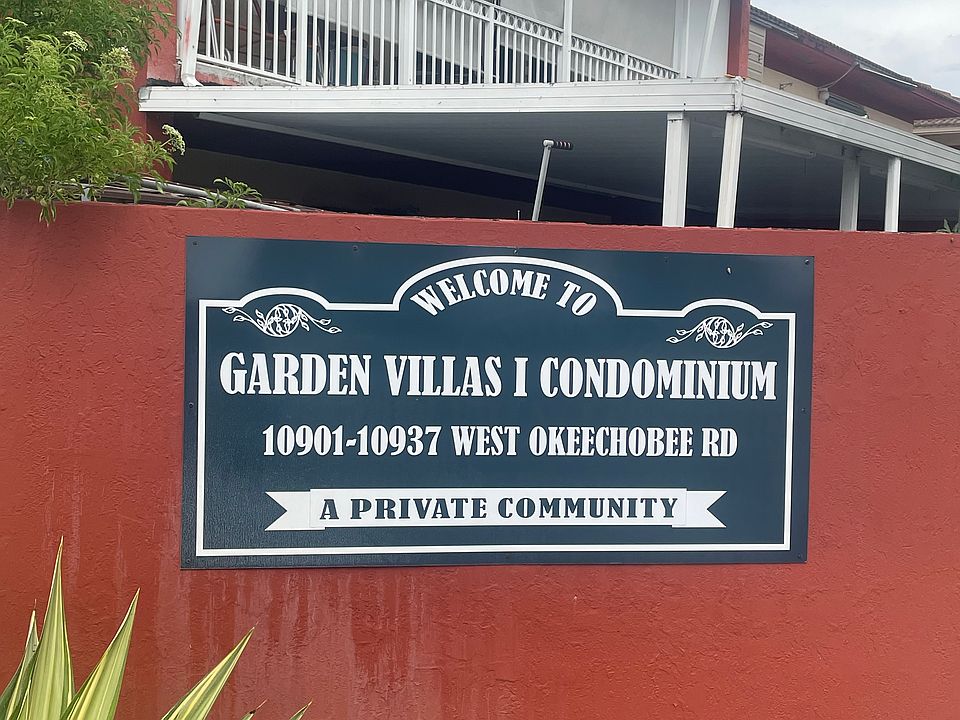 WELCOME TO
GARDEN VILLAS I CONDOMINIUM
10901-10937 WEST OKEECHOBEE RD
A PRIVATE COMMUNITY